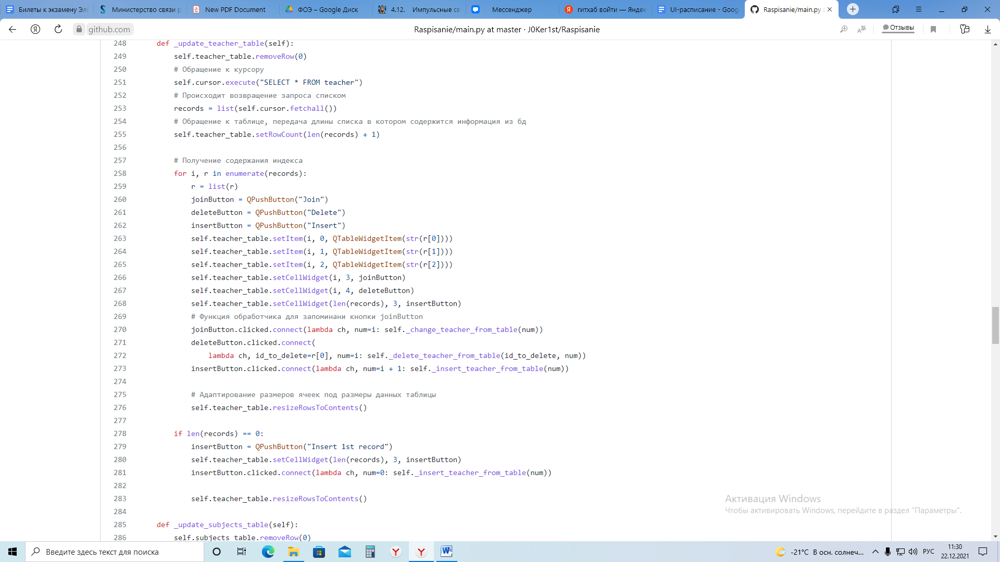 Билеты к экзамену Эле
Министерство связи р
New PDF Document
ФОЭ – Google Диск
4.12. Импульсные св
Мессенджер
гитхаб войти — Яндек
UI-расписание - Goog
Raspisanie/main.py a
github.com
Raspisanie/main.py at master · J0Ker1st/Raspisanie
Отзывы
248 def _update_teacher_table(self):
249 self.teacher_table.removeRow(0)
250 # Обращение к курсору
251 self.cursor.execute("SELECT * FROM teacher")
252 # Происходит возвращение запроса списком
253 records = list(self.cursor.fetchall())
254 # Обращение к таблице, передача длины списка в котором содержится информация из бд
255 self.teacher_table.setRowCount(len(records) + 1)
256
257 # Получение содержания индекса
258 for i, r in enumerate(records):
259 r = list(r)
260 joinButton = QPushButton("Join")
261 deleteButton = QPushButton("Delete")
262 insertButton = QPushButton("Insert")
263 self.teacher_table.setItem(i, 0, QTableWidgetItem(str(r[0])))
264 self.teacher_table.setItem(i, 1, QTableWidgetItem(str(r[1])))
265 self.teacher_table.setItem(i, 2, QTableWidgetItem(str(r[2])))
266 self.teacher_table.setCellWidget(i, 3, joinButton)
267 self.teacher_table.setCellWidget(i, 4, deleteButton)
268 self.teacher_table.setCellWidget(len(records), 3, insertButton)
269 # Функция обработчика для запоминани кнопки joinButton
270 joinButton.clicked.connect(lambda ch, num=i: self._change_teacher_from_table(num))
271 deleteButton.clicked.connect(
272 lambda ch, id_to_delete=r[0], num=i: self._delete_teacher_from_table(id_to_delete, num))
273 insertButton.clicked.connect(lambda ch, num=i + 1: self._insert_teacher_from_table(num))
274
275 # Адаптирование размеров ячеек под размеры данных таблицы
276 self.teacher_table.resizeRowsToContents()
277
278 if len(records) == 0:
279 insertButton = QPushButton("Insert 1st record")
280 self.teacher_table.setCellWidget(len(records), 3, insertButton)
281 insertButton.clicked.connect(lambda ch, num=0: self._insert_teacher_from_table(num))
282
283 self.teacher_table.resizeRowsToContents()
284
285 def _update_subjects_table(self):
286 self.subjects_table.removeRow(0)
Активация Windows
Чтобы активировать Windows, перейдите в раздел "Параметры".
Введите здесь текст для поиска
-21°C В осн. солнеч...
РУС
11:30
22.12.2021